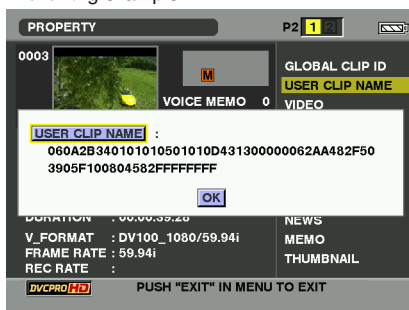 PROPERTY P2 1 2
0003
M
VOICE MEMO 0
GLOBAL CLIP ID
USER CLIP NAME
VIDEO
USER CLIP NAME :
060A2B340101010501010D431300000062AA482F50
3905F100804582FFFFFFFF
OK
DURATION : 00:00:39:28
V_FORMAT : DV100_1080/59.94i
FRAME RATE : 59.94i
REC RATE :
NEWS
MEMO
THUMBNAIL
DVCPRO HD PUSH "EXIT" IN MENU TO EXIT